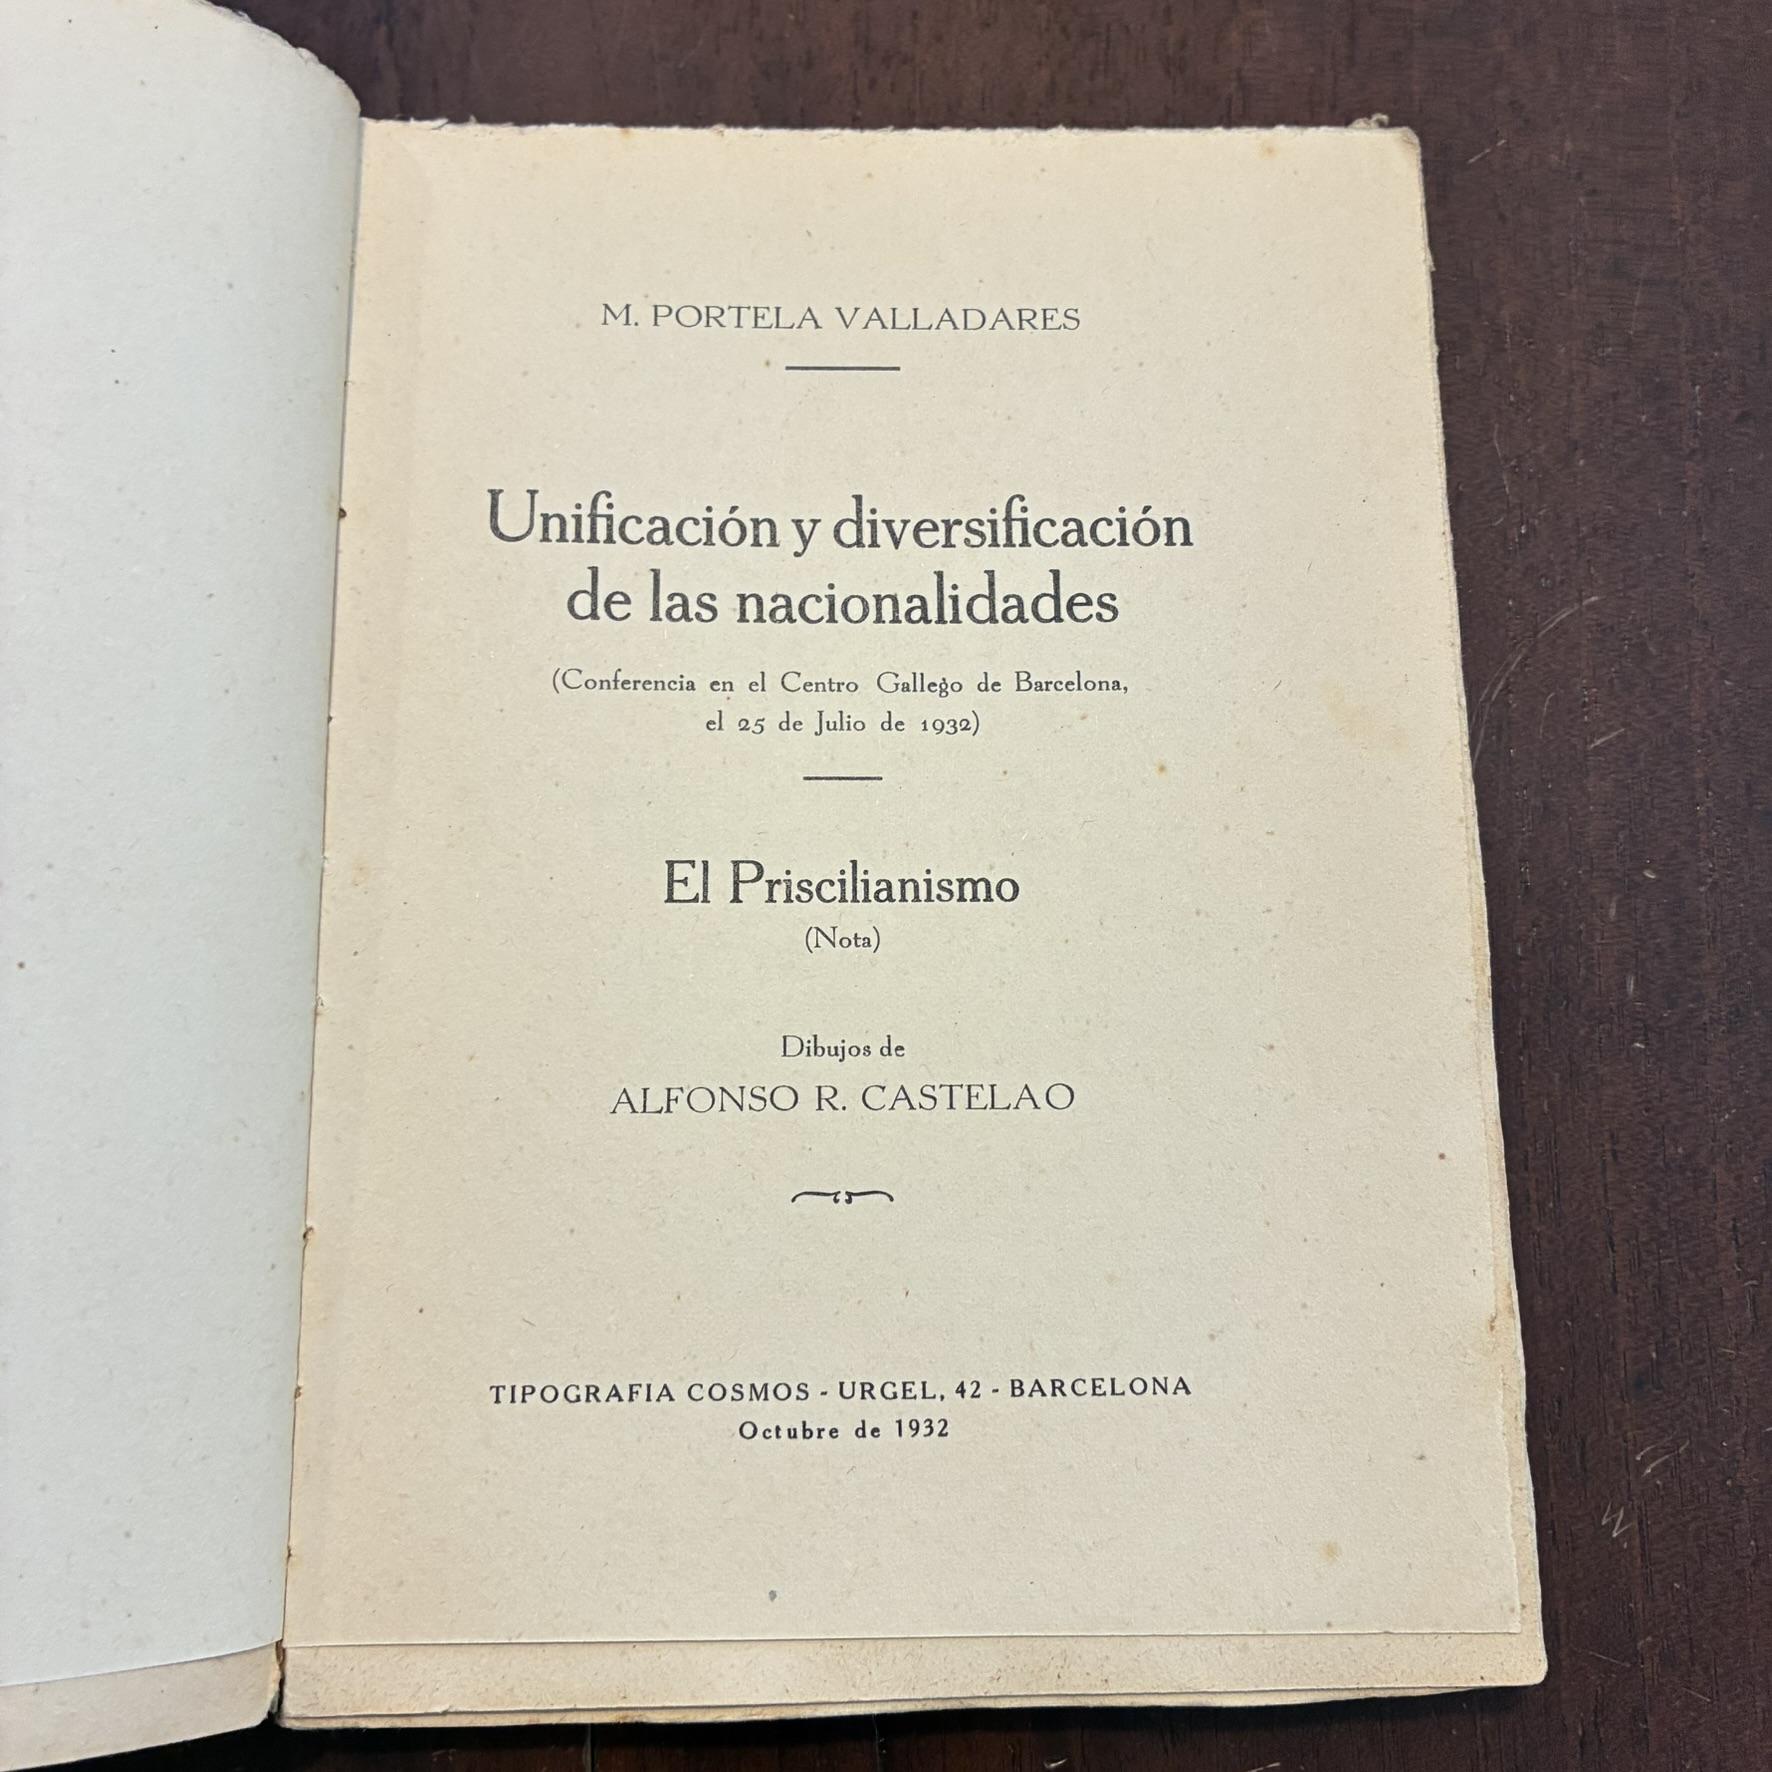 M. PORTELA VALLADARES
Unificación y diversificación
de las nacionalidades
(Conferencia en el Centro Gallego de Barcelona,
el 25 de Julio de 1932)
El Priscilianismo
(Nota)
Dibujos de
ALFONSO R. CASTELAO
TIPOGRAFIA COSMOS - URGEL, 42 - BARCELONA
Octubre de 1932